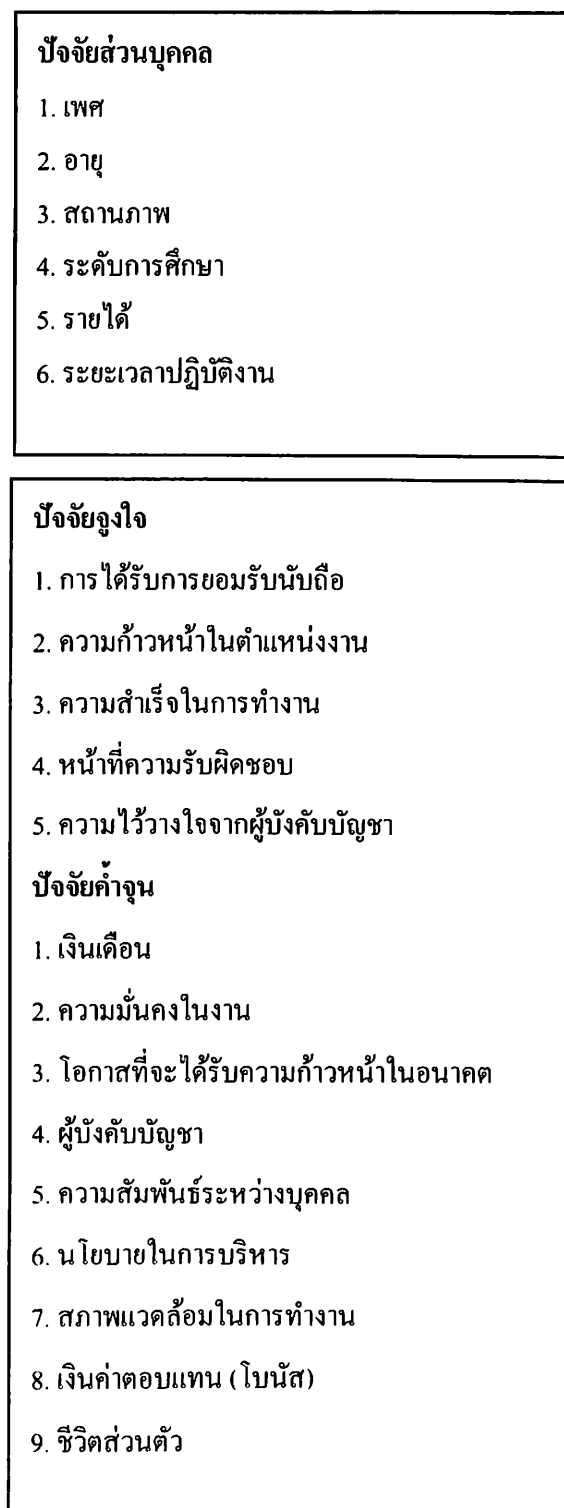 ปัจจัยส่วนบุคคล
1. เพศ
2. อายุ
3. สถานภาพ
4. ระดับการศึกษา
5. รายได้
6. ระยะเวลาปฏิบัติงาน
ปัจจัยจูงใจ
1. การได้รับการยอมรับนับถือ
2. ความก้าวหน้าในตำแหน่งงาน
3. ความสำเร็จในการทำงาน
4. หน้าที่ความรับผิดชอบ
5. ความไว้วางใจจากผู้บังคับบัญชา
ปัจจัยค้ำจุน
1. เงินเดือน
2. ความมั่นคงในงาน
3. โอกาสที่จะได้รับความก้าวหน้าในอนาคต
4. ผู้บังคับบัญชา
5. ความสัมพันธ์ระหว่างบุคคล
6. นโยบายในการบริหาร
7. สภาพแวดล้อมในการทำงาน
8. เงินค่าตอบแทน (โบนัส)
9. ชีวิตส่วนตัว